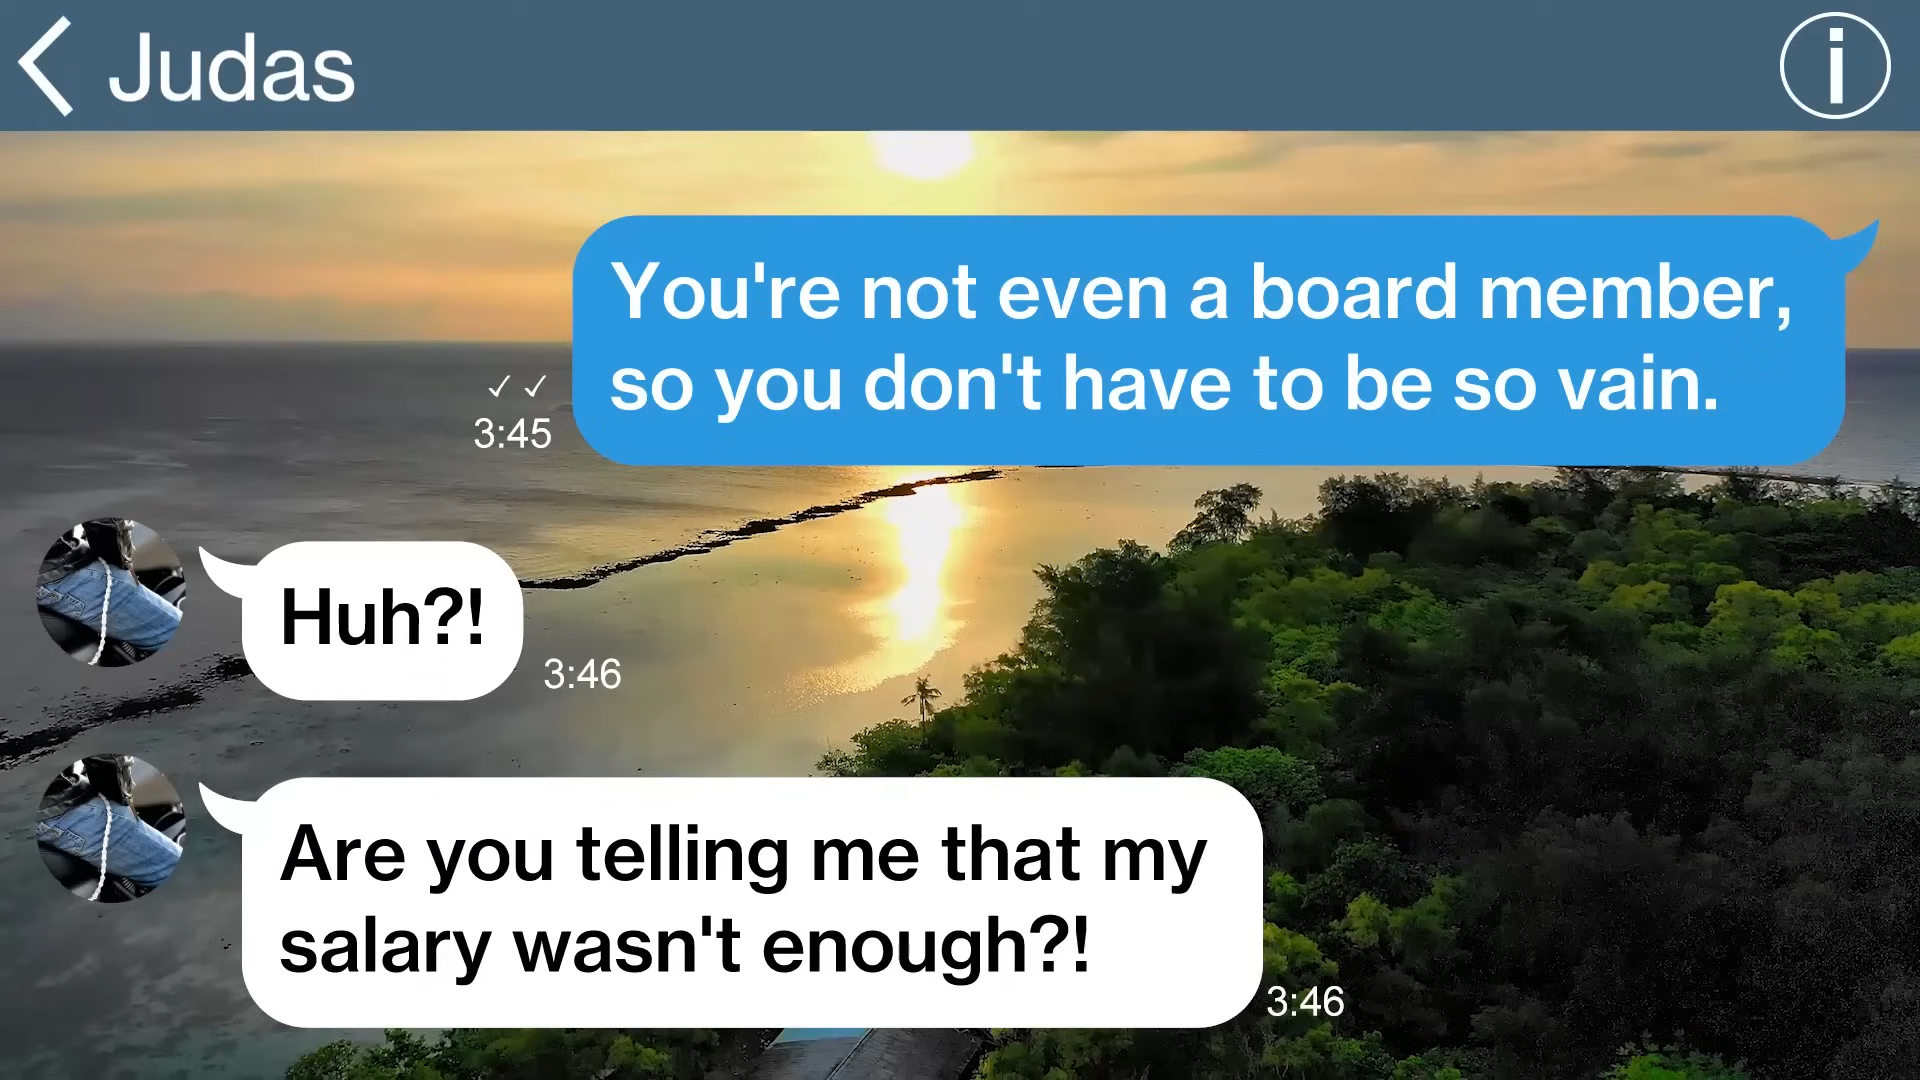 Judas
You're not even a board member,
so you don't have to be so vain.
✓ ✓
3:45
Huh?!
3:46
Are you telling me that my
salary wasn't enough?!
3:46